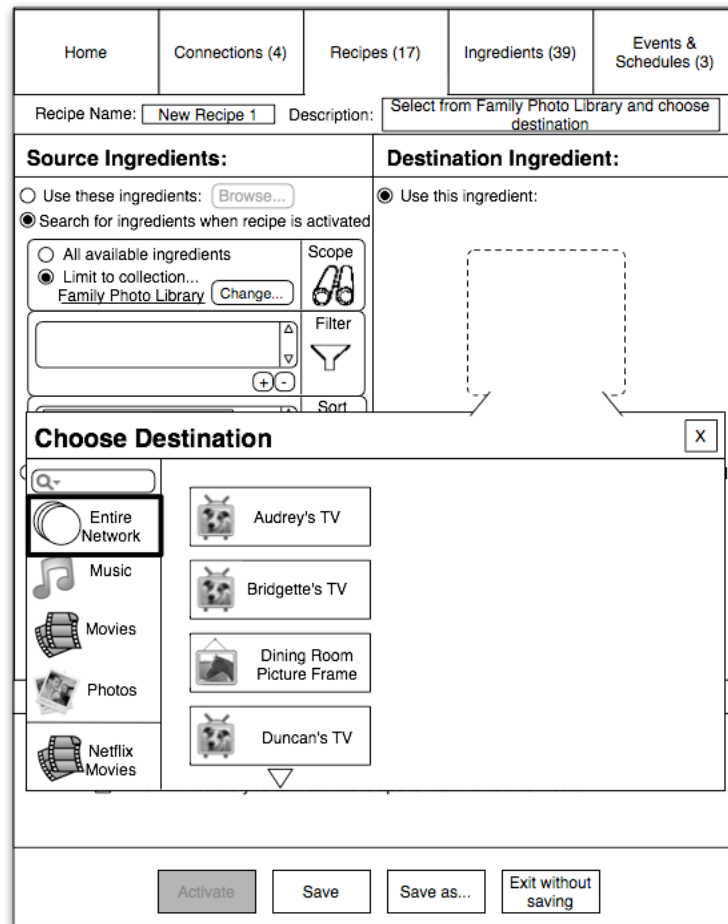 Home
Connections (4)
Recipes (17)
Ingredients (39)
Events &
Schedules (3)
Recipe Name: New Recipe 1 Description: Select from Family Photo Library and choose
destination
Source Ingredients:
Use these ingredients: Browse...
Search for ingredients when recipe is activated
All available ingredients
Limit to collection...
Family Photo Library Change...
Scope
Filter
+ -
Sort
Destination Ingredient:
Use this ingredient:
Choose Destination
X
Entire
Network
Music
Movies
Photos
Netflix
Movies
Audrey's TV
Bridgette's TV
Dining Room
Picture Frame
Duncan's TV
Activate
Save
Save as...
Exit without
saving